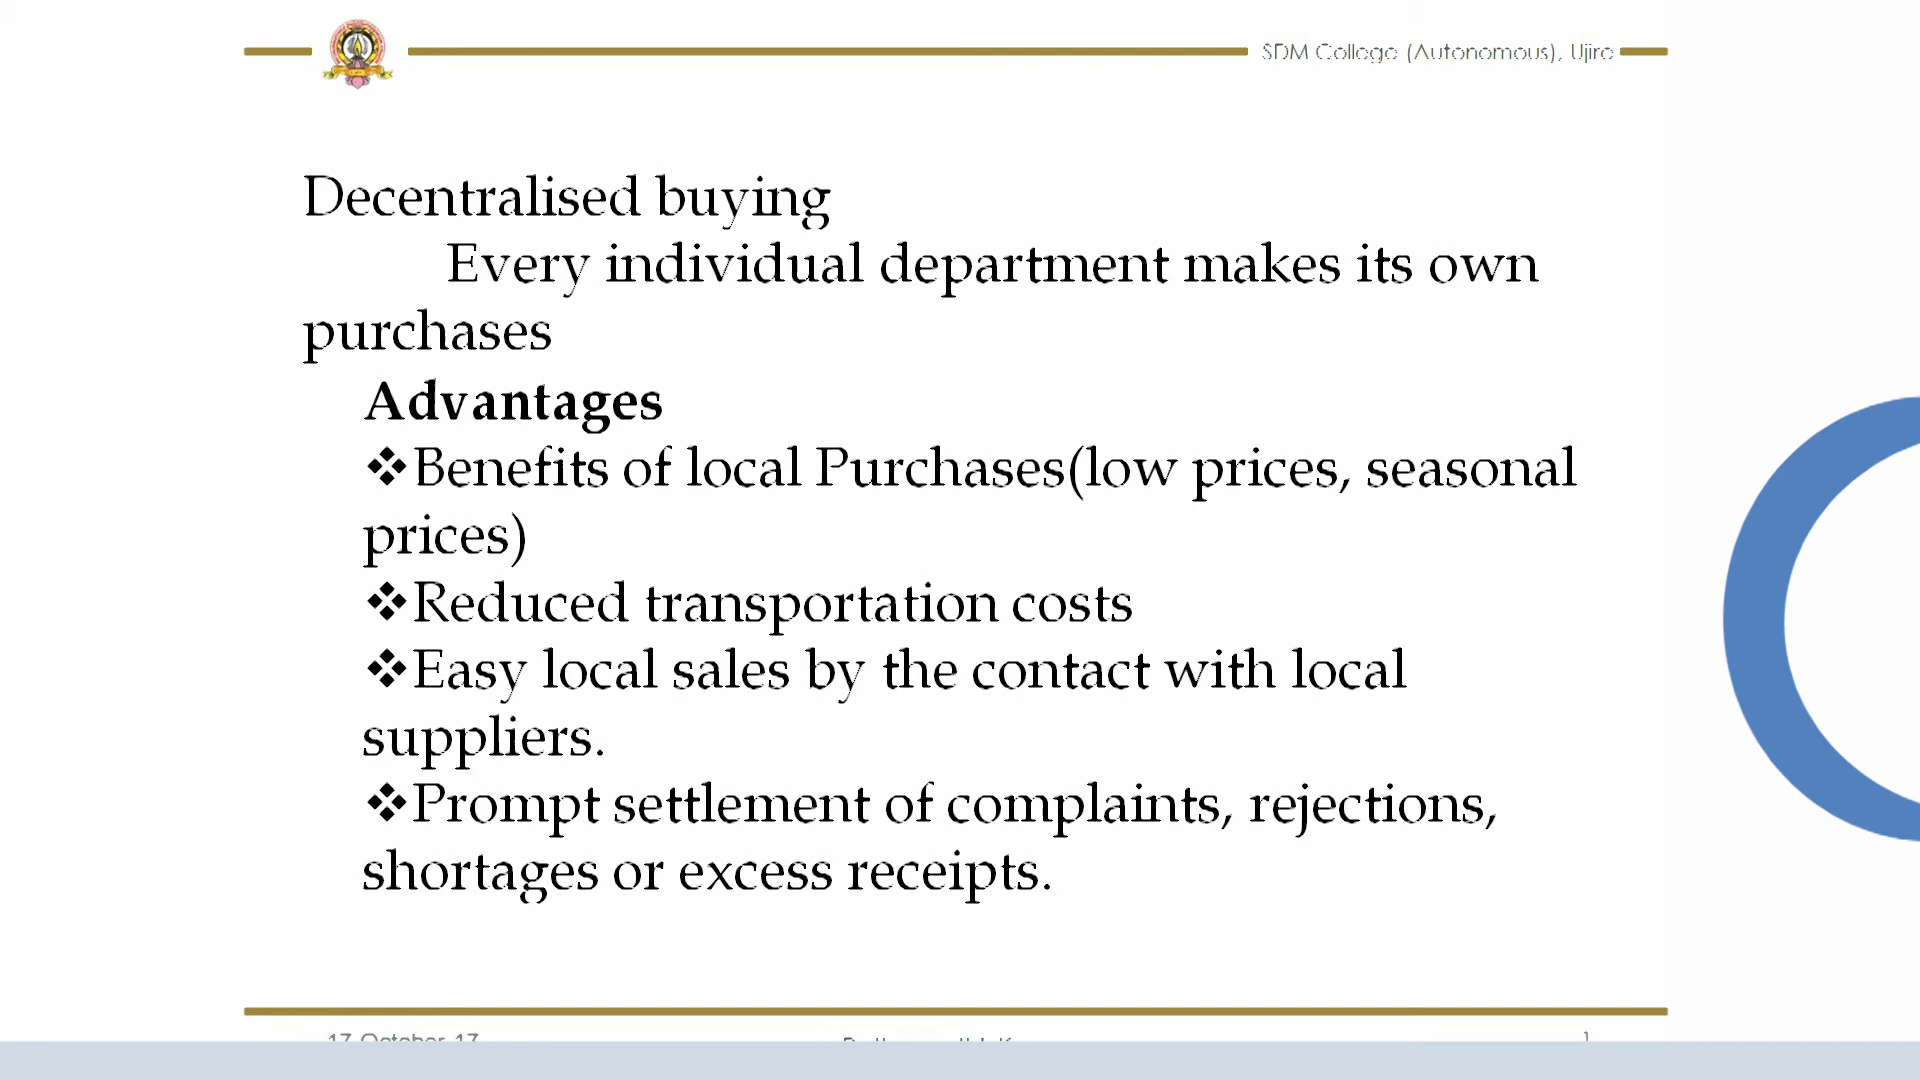 SDM College (Autonomous), Ujire
Decentralised buying
Every individual department makes its own
purchases
Advantages
❖Benefits of local Purchases(low prices, seasonal
prices)
❖Reduced transportation costs
❖Easy local sales by the contact with local
suppliers.
❖Prompt settlement of complaints, rejections,
shortages or excess receipts.
17 October 17